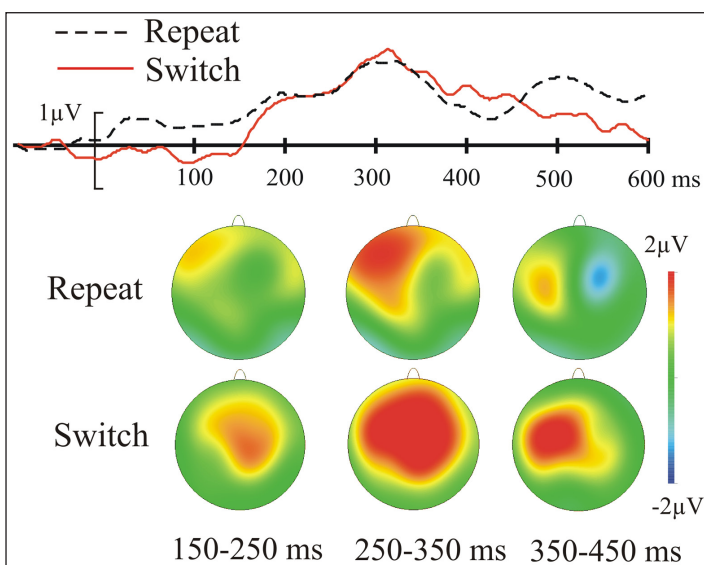 Repeat
Switch
1µV
100 200 300 400 500 600 ms
2µV
Repeat
Switch
-2µV
150-250 ms 250-350 ms 350-450 ms